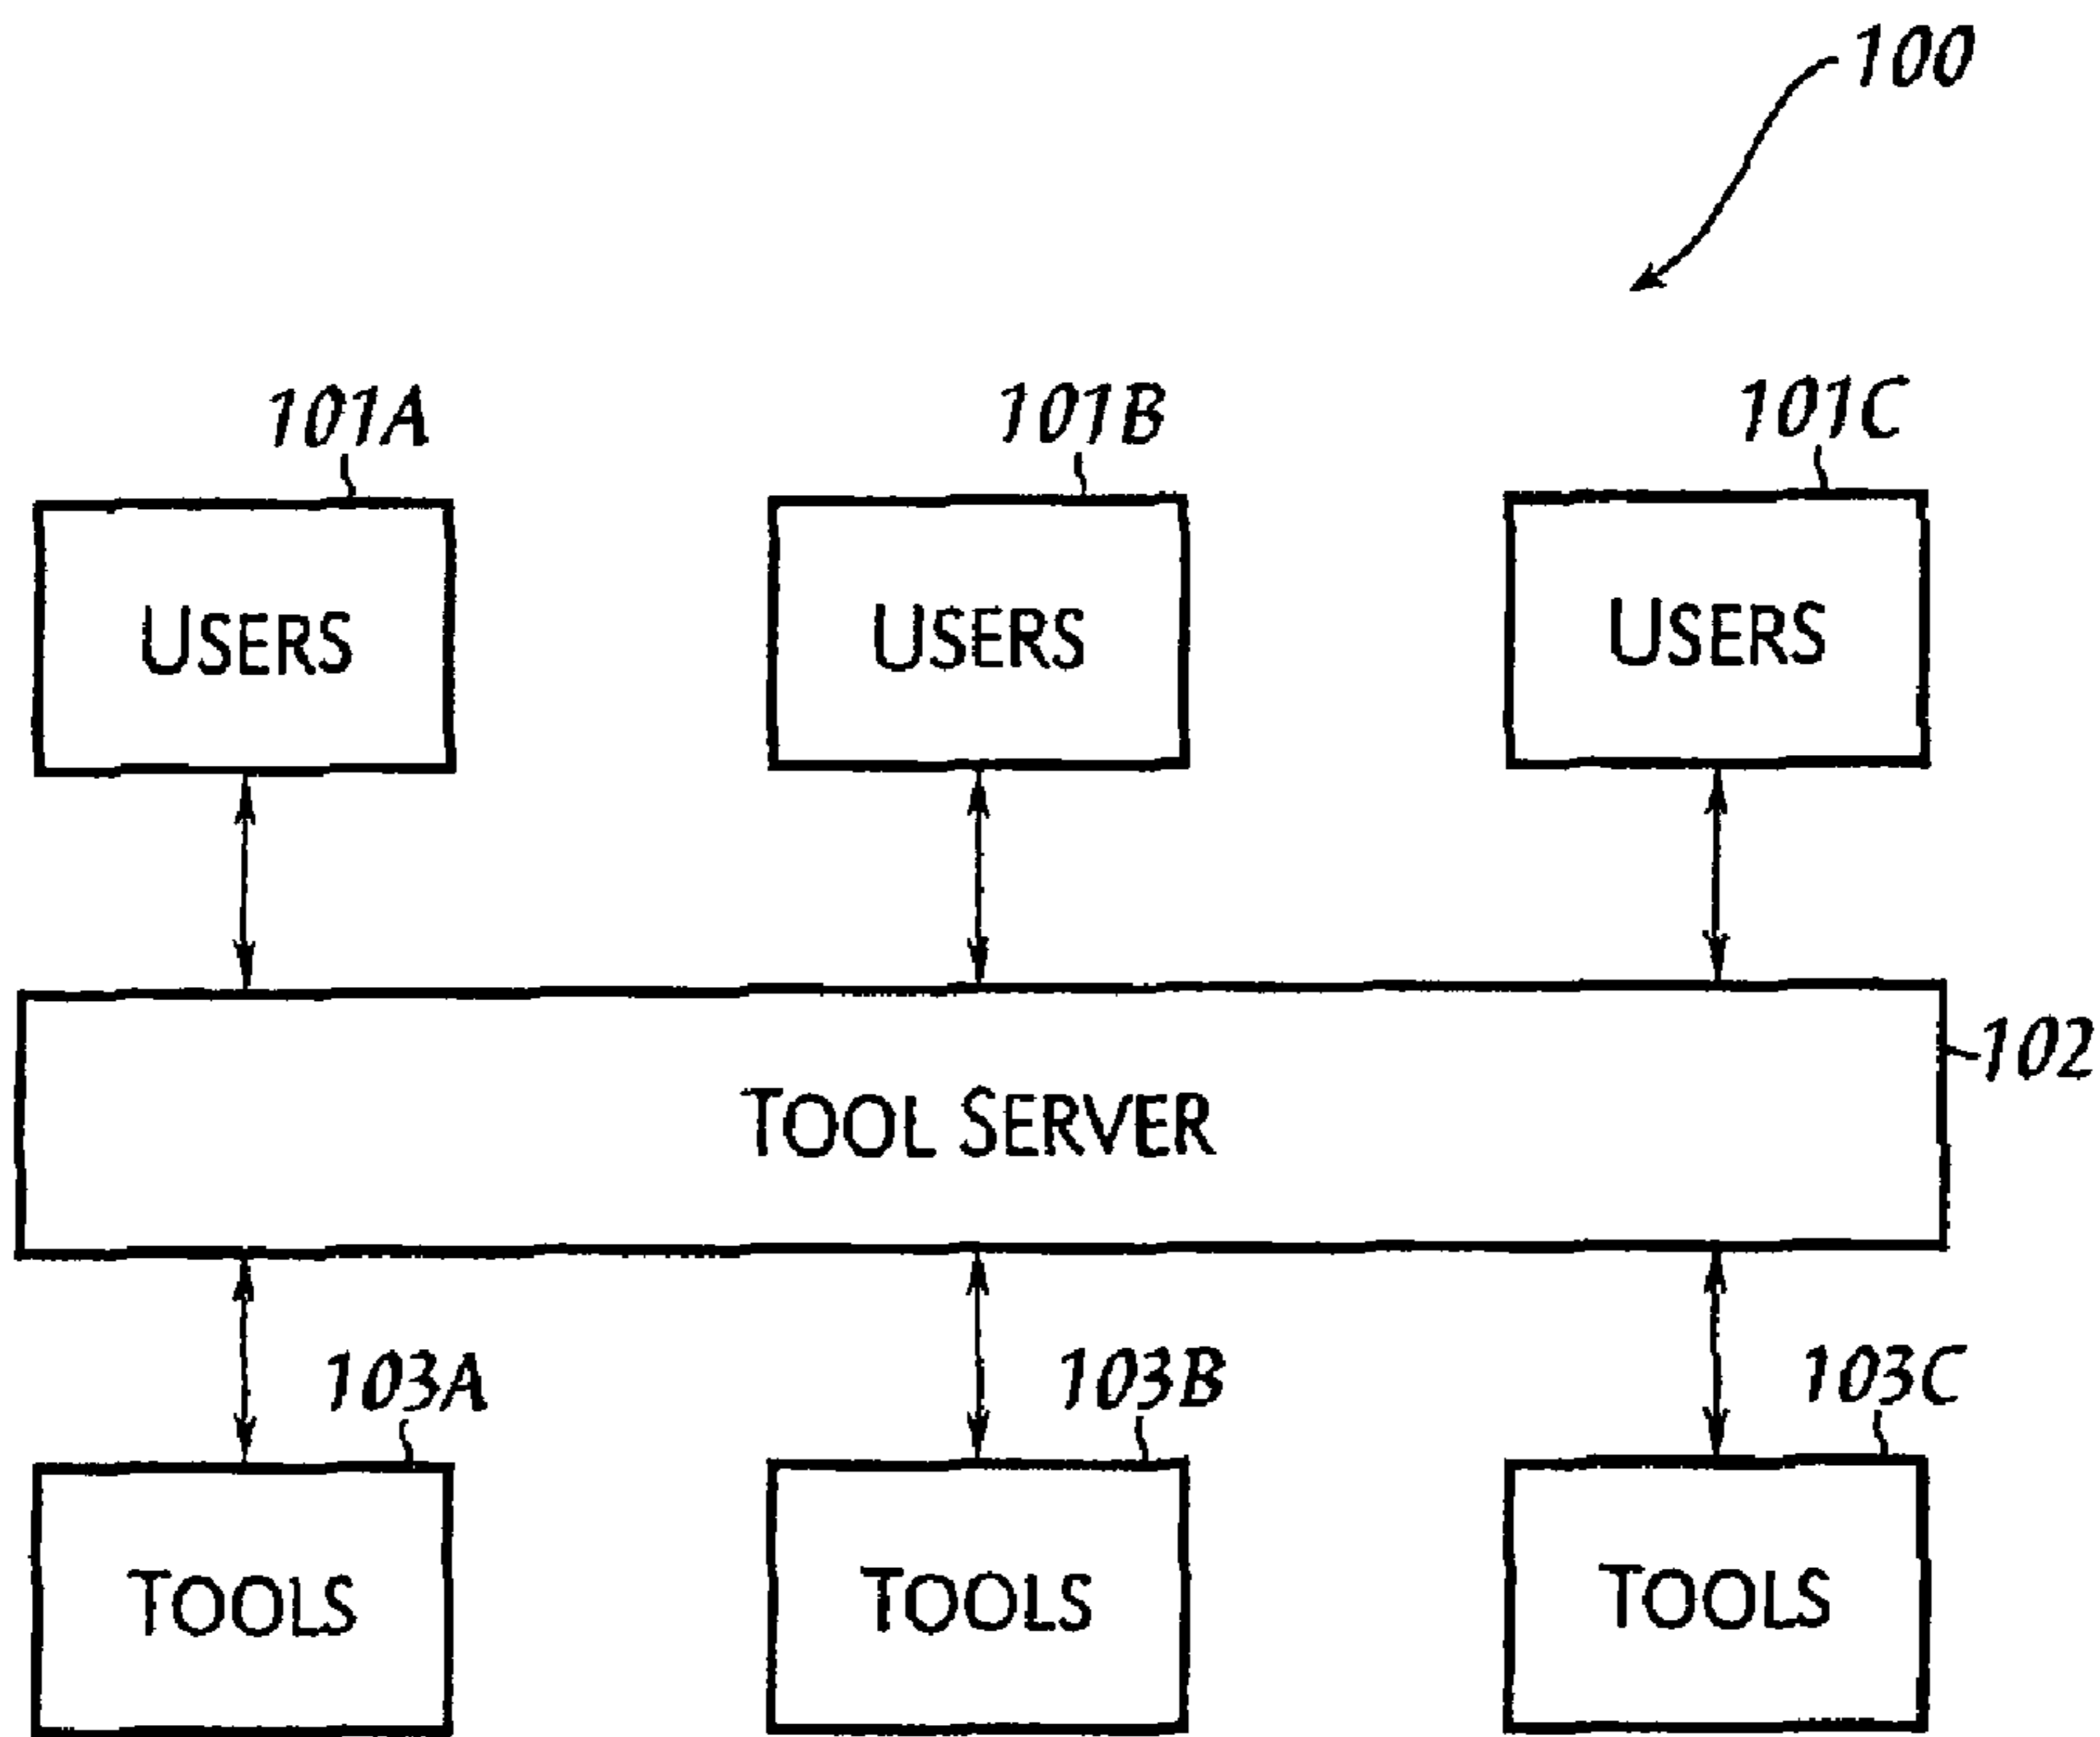 100
101A
101B
101C
USERS
USERS
USERS
102
TOOL SERVER
103A
103B
103C
TOOLS
TOOLS
TOOLS